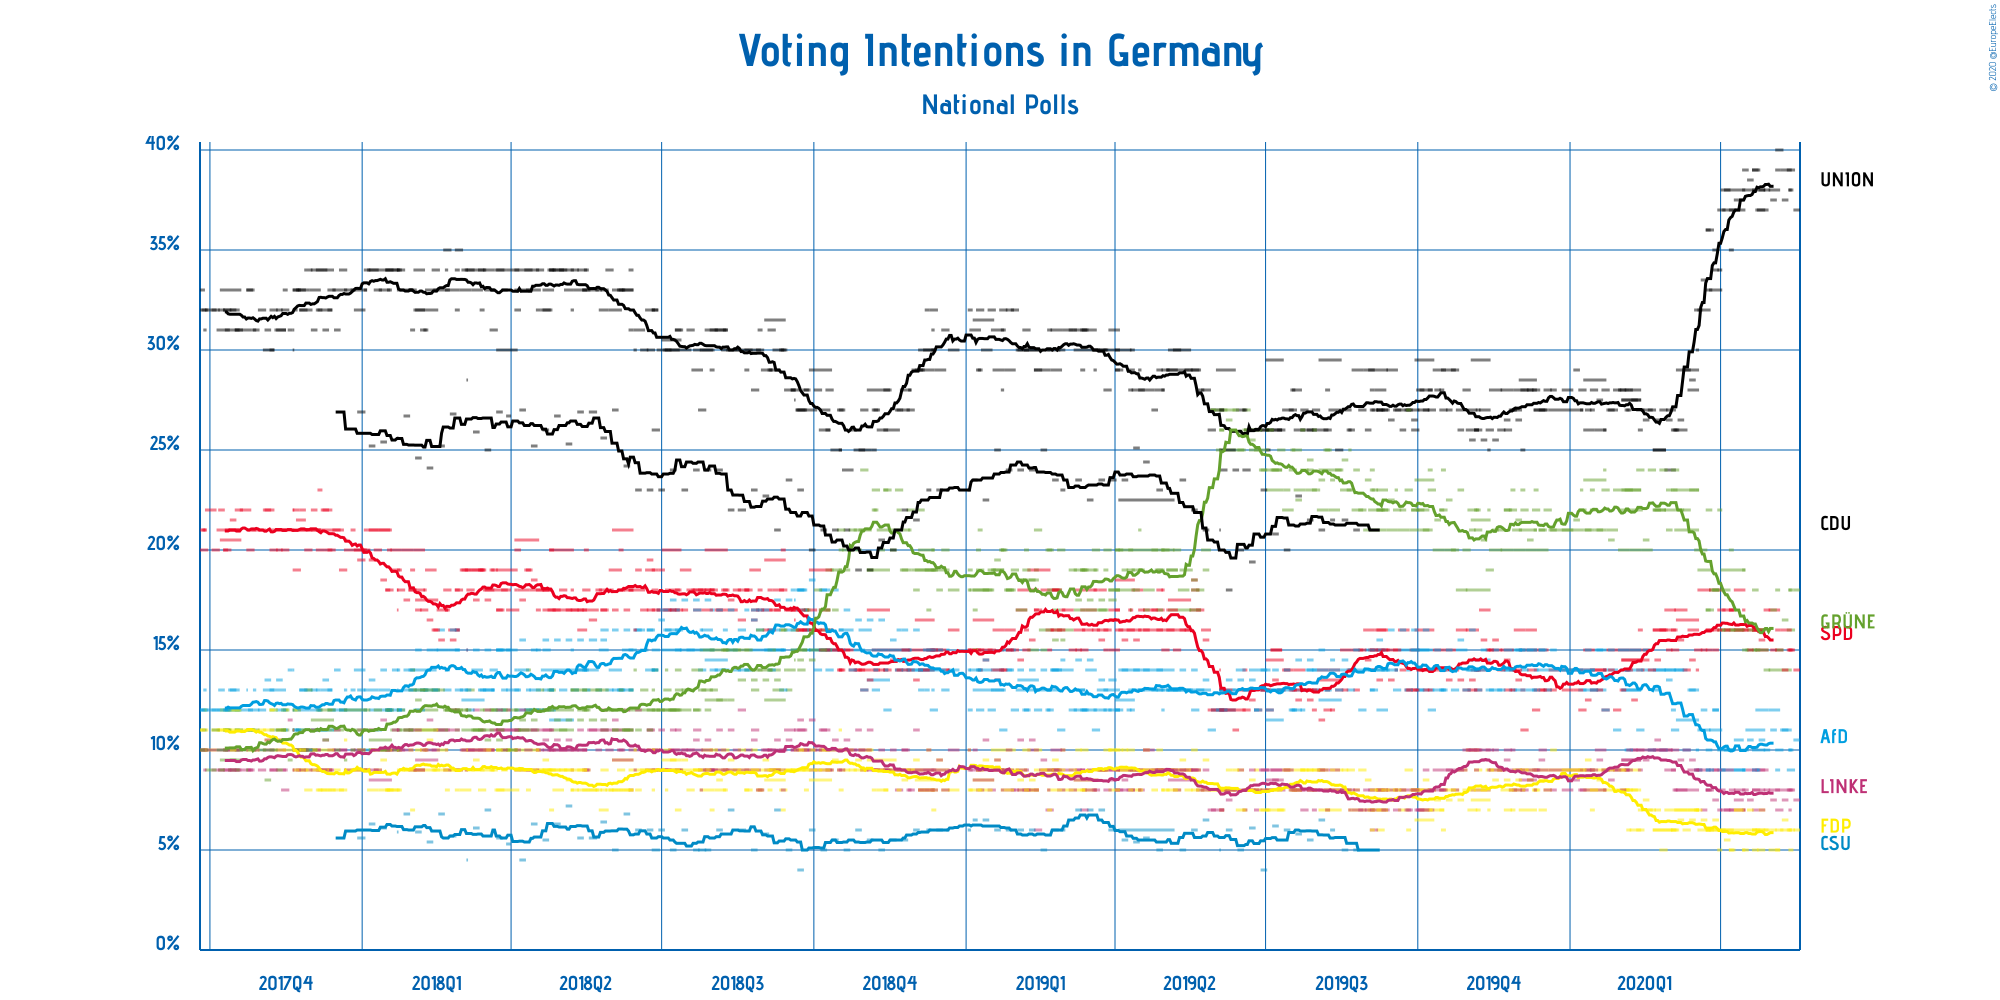 © 2020 @EuropeElects
Voting Intentions in Germany
National Polls
40%
35%
30%
25%
20%
15%
10%
5%
0%
UNION
CDU
GRÜNE
SPD
AfD
LINKE
FDP
CSU
2017Q4 2018Q1 2018Q2 2018Q3 2018Q4 2019Q1 2019Q2 2019Q3 2019Q4 2020Q1